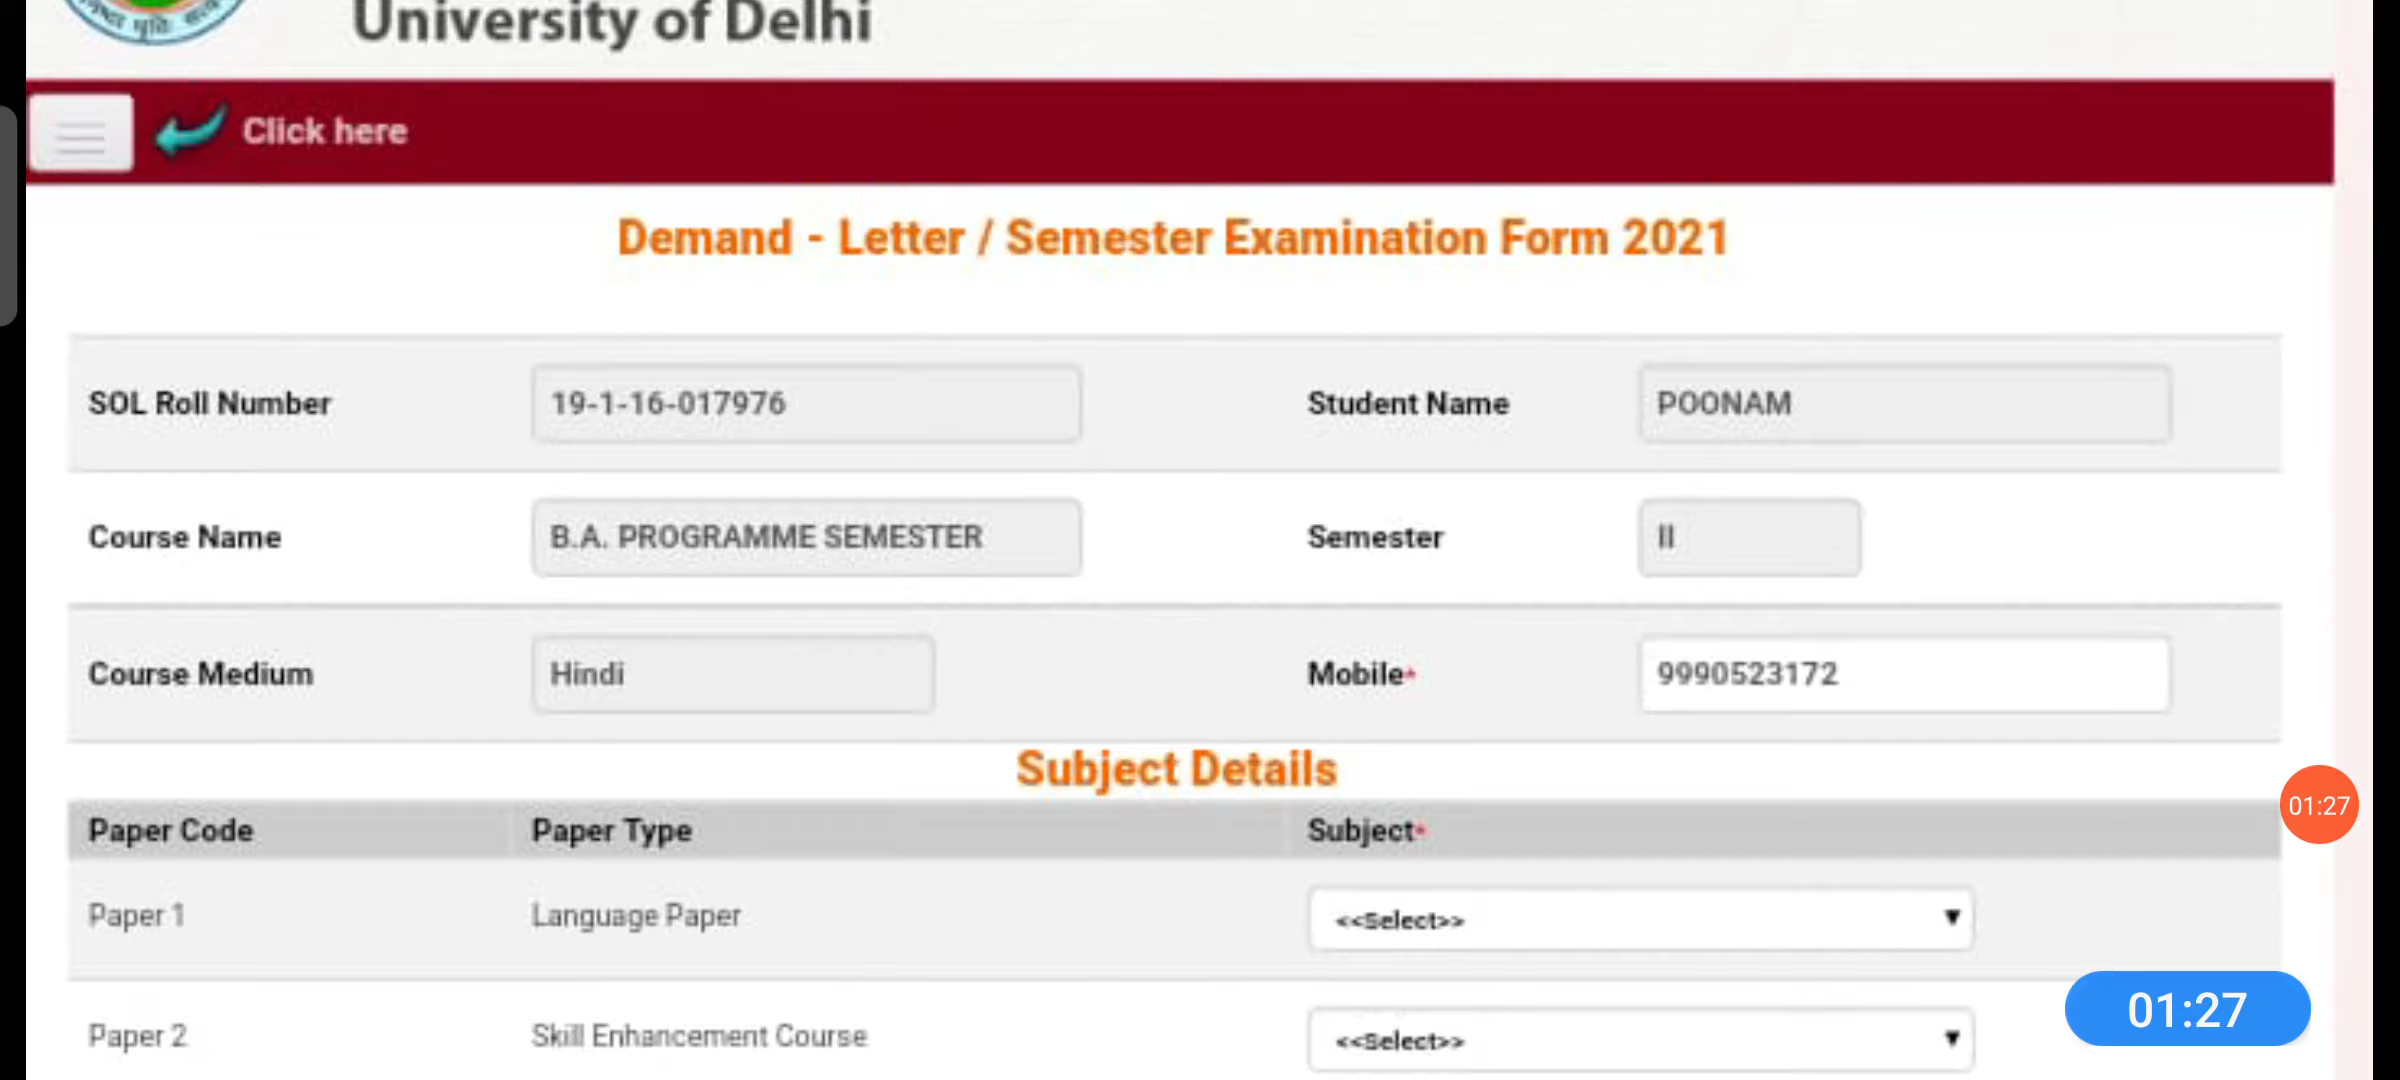 University of Delhi
Click here
Demand - Letter / Semester Examination Form 2021
SOL Roll Number 19-1-16-017976 Student Name POONAM
Course Name B.A. PROGRAMME SEMESTER Semester II
Course Medium Hindi Mobile* 9990523172
Subject Details
Paper Code Paper Type Subject*
Paper 1 Language Paper <<Select>>
Paper 2 Skill Enhancement Course <<Select>>
01:27
01:27